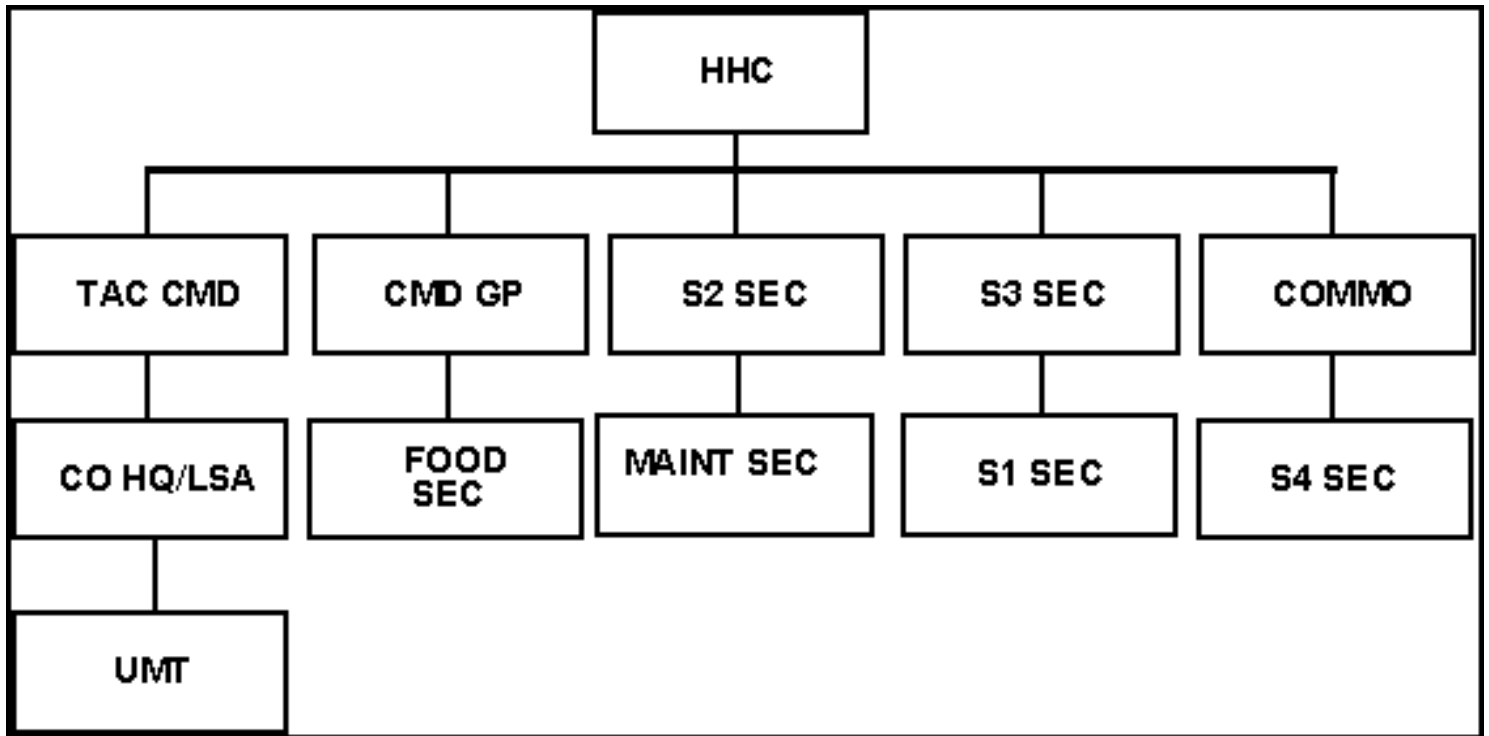 HHC
TAC CMD
CMD GP
S2 SEC
S3 SEC
COMMO
CO HQ/LSA
FOOD
SEC
MAINT SEC
S1 SEC
S4 SEC
UMT